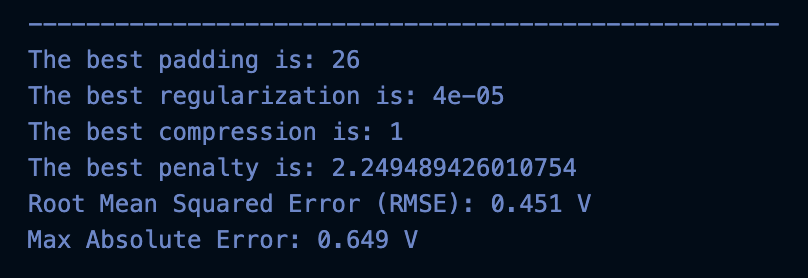 ----------------------------------------------------
The best padding is: 26
The best regularization is: 4e-05
The best compression is: 1
The best penalty is: 2.249489426010754
Root Mean Squared Error (RMSE): 0.451 V
Max Absolute Error: 0.649 V